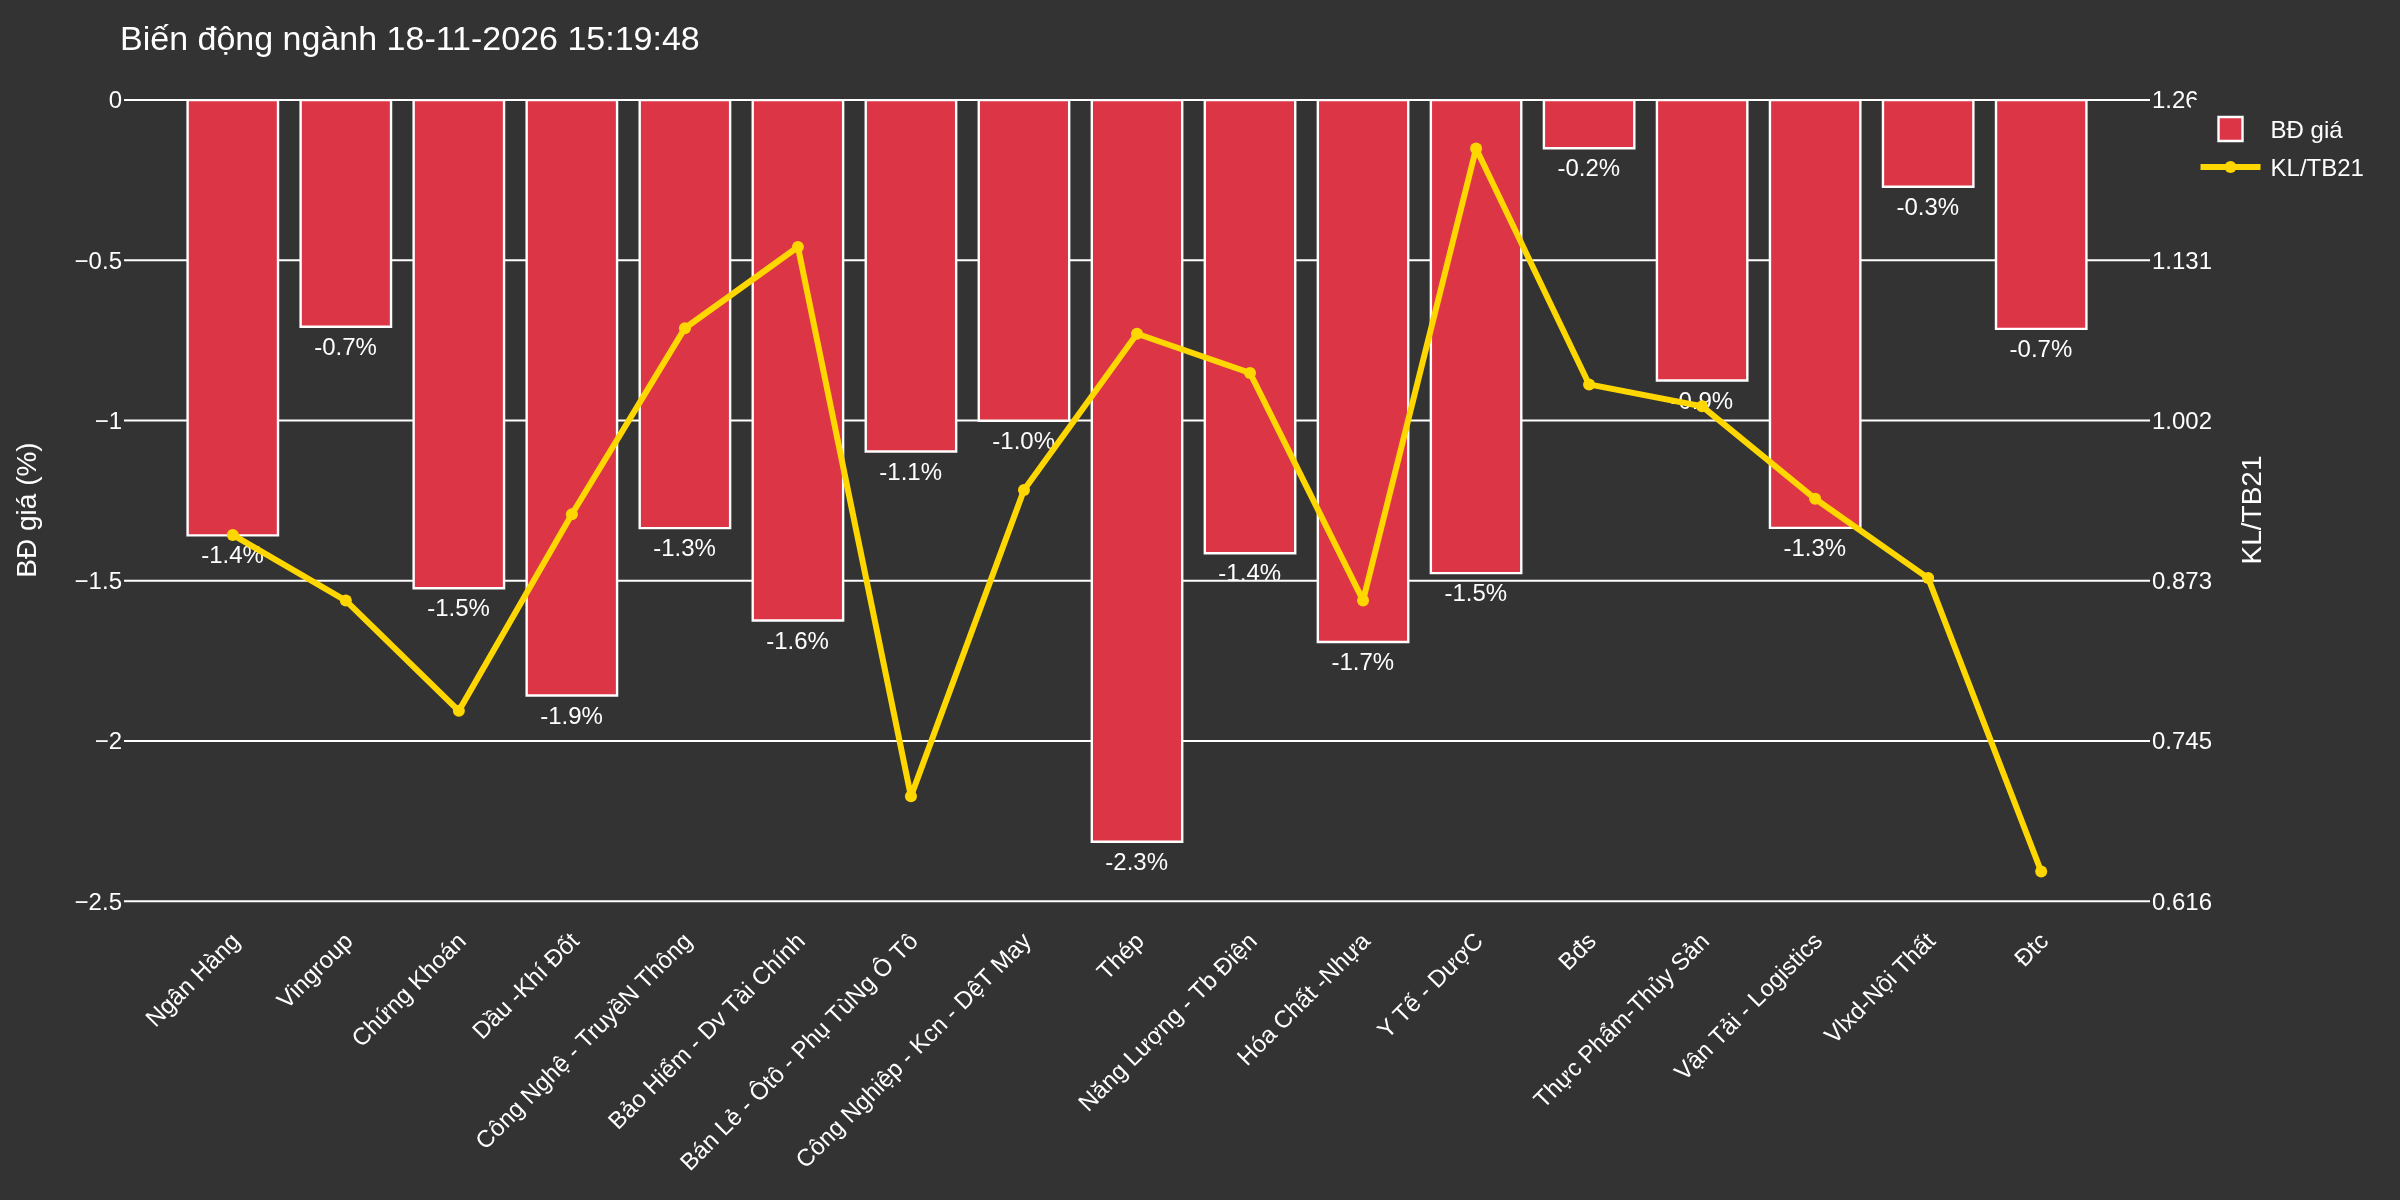 Biến động ngành 18-11-2026 15:19:48
BĐ giá
KL/TB21
BĐ giá (%)
0
−0.5
−1
−1.5
−2
−2.5
1.26
1.131
1.002
0.873
0.745
0.616
KL/TB21
-1.4%
-0.7%
-1.5%
-1.9%
-1.3%
-1.6%
-1.1%
-1.0%
-2.3%
-1.4%
-1.7%
-1.5%
-0.2%
-0.9%
-1.3%
-0.3%
-0.7%
Ngân Hàng
Vingroup
Chứng Khoán
Dầu -Khí Đốt
Công Nghệ - TruyềN Thông
Bảo Hiểm - Dv Tài Chính
Bán Lẻ - Ôtô - Phụ TùNg Ô Tô
Công Nghiệp - Kcn - DệT May
Thép
Năng Lượng - Tb Điện
Hóa Chất -Nhựa
Y Tế - DượC
Bđs
Thực Phẩm-Thủy Sản
Vận Tải - Logistics
Vlxd-Nội Thất
Đtc